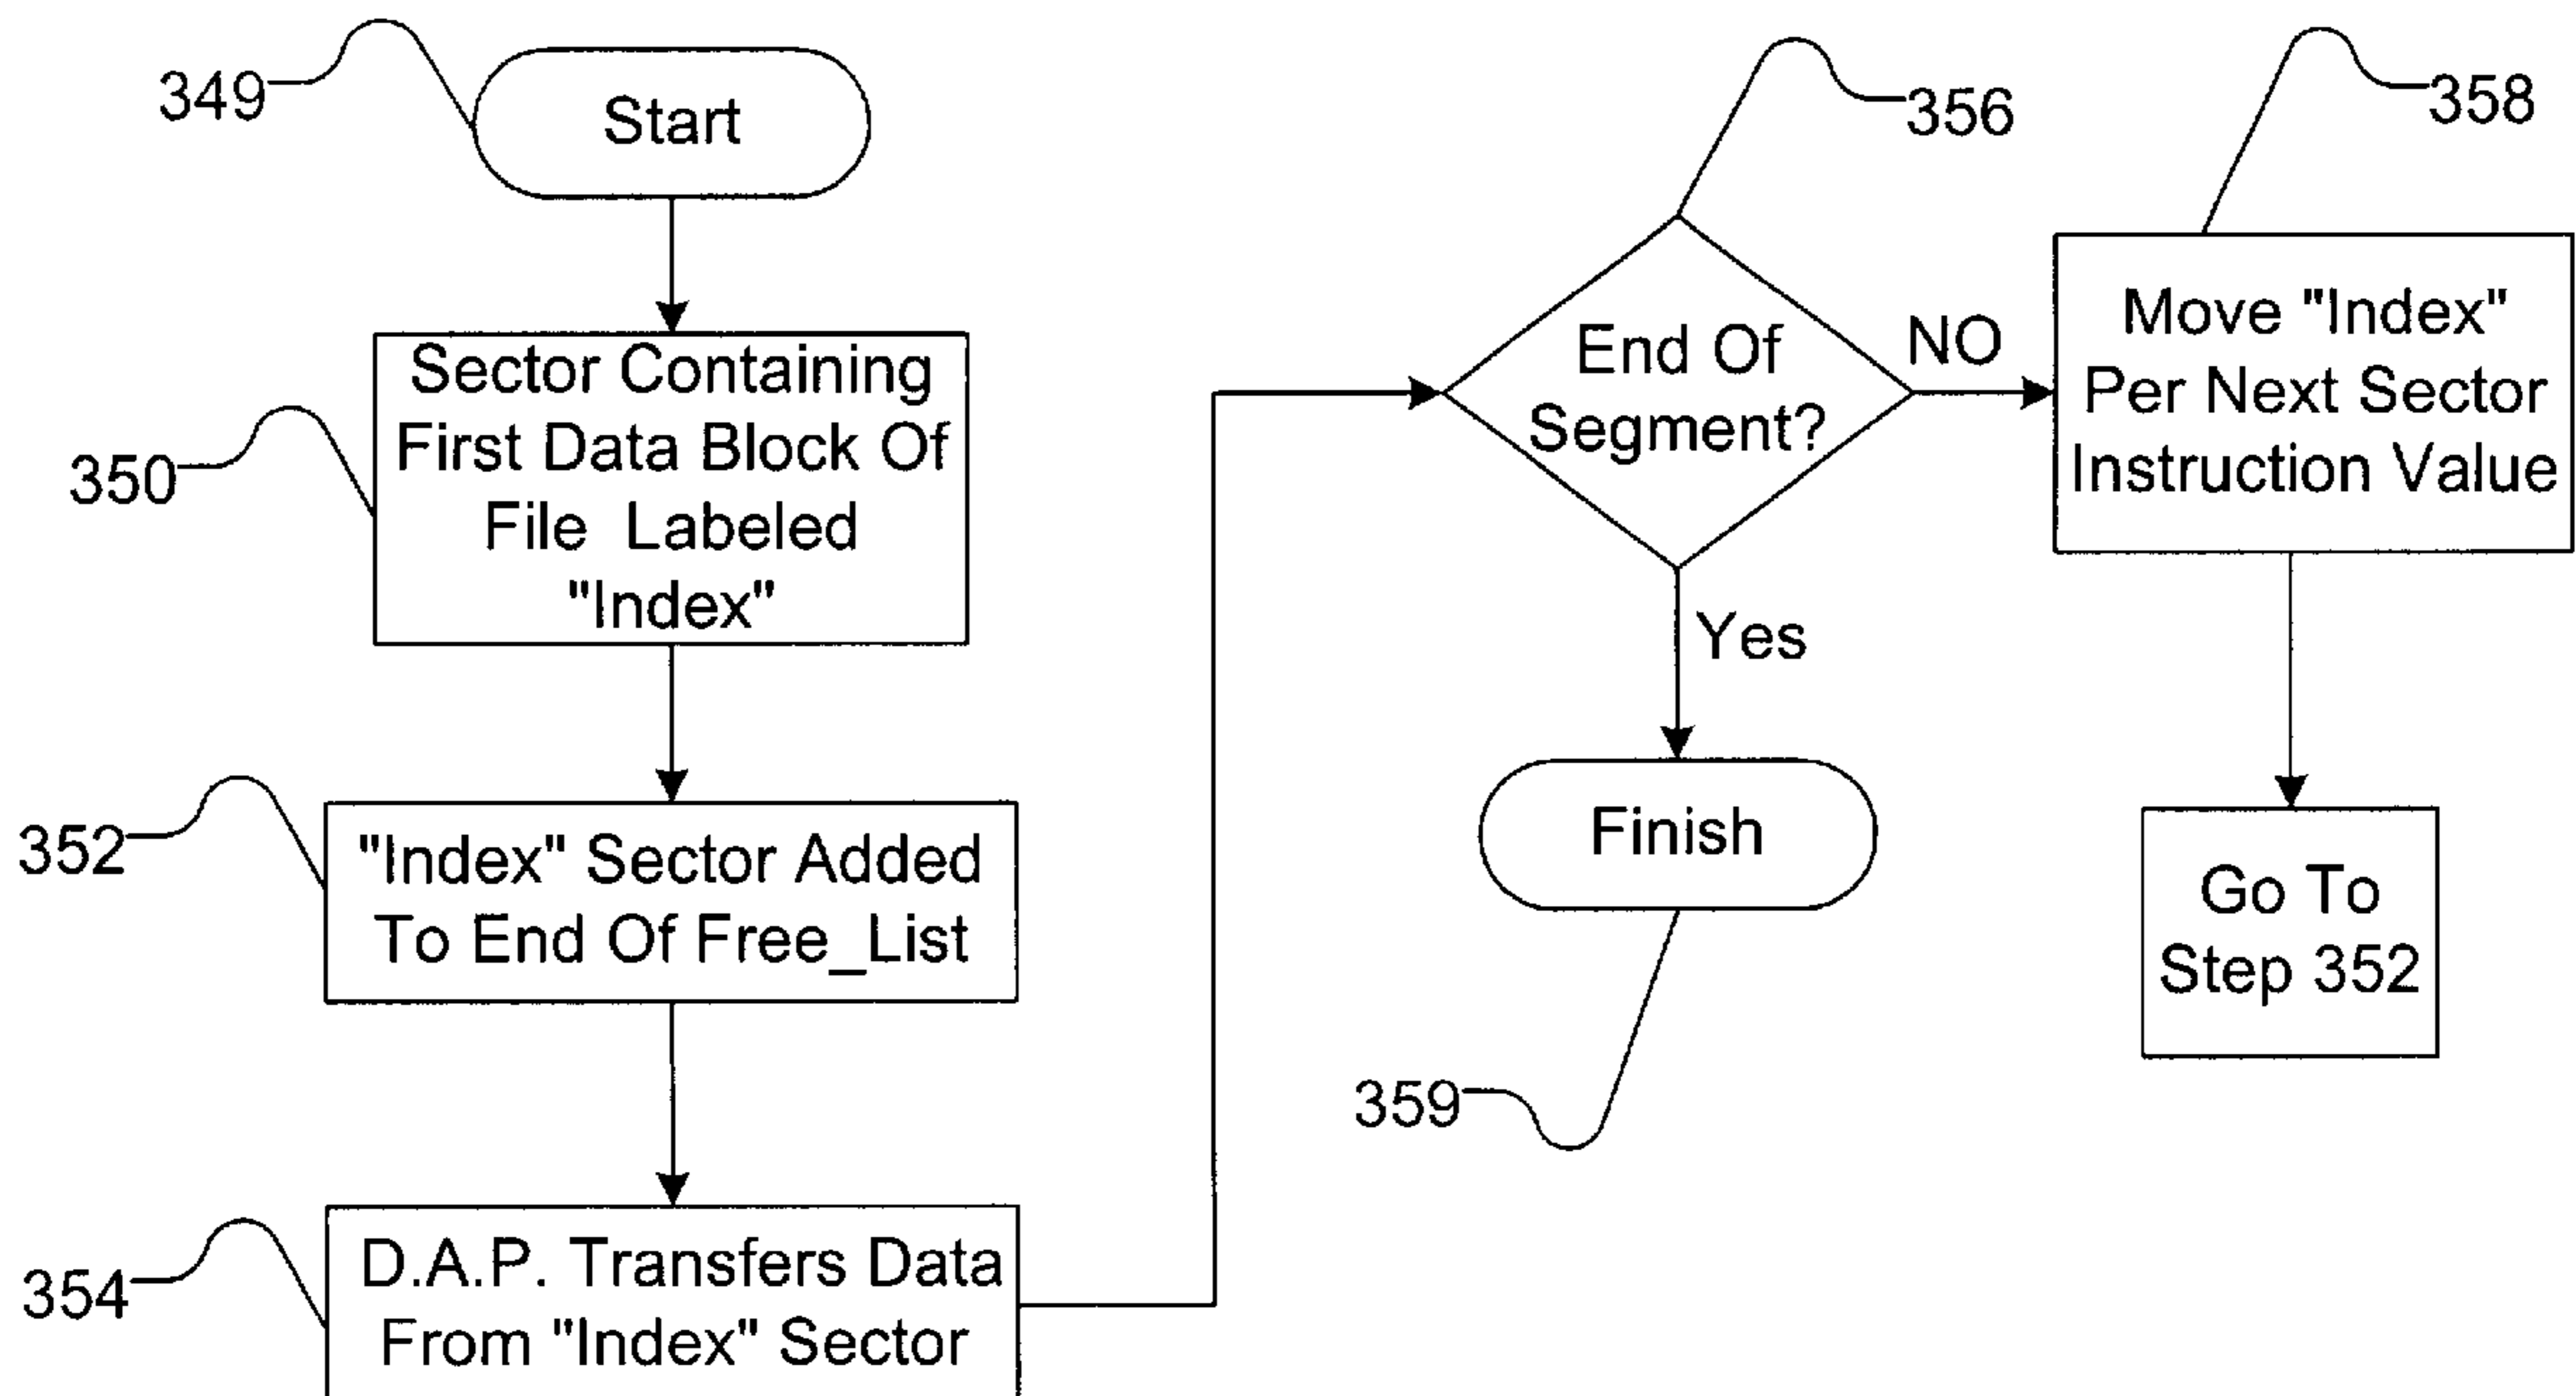 349
Start
350
Sector Containing
First Data Block Of
File Labeled
"Index"
352
"Index" Sector Added
To End Of Free_List
354
D.A.P. Transfers Data
From "Index" Sector
356
End Of
Segment?
NO
Yes
358
Move "Index"
Per Next Sector
Instruction Value
Finish
359
Go To
Step 352